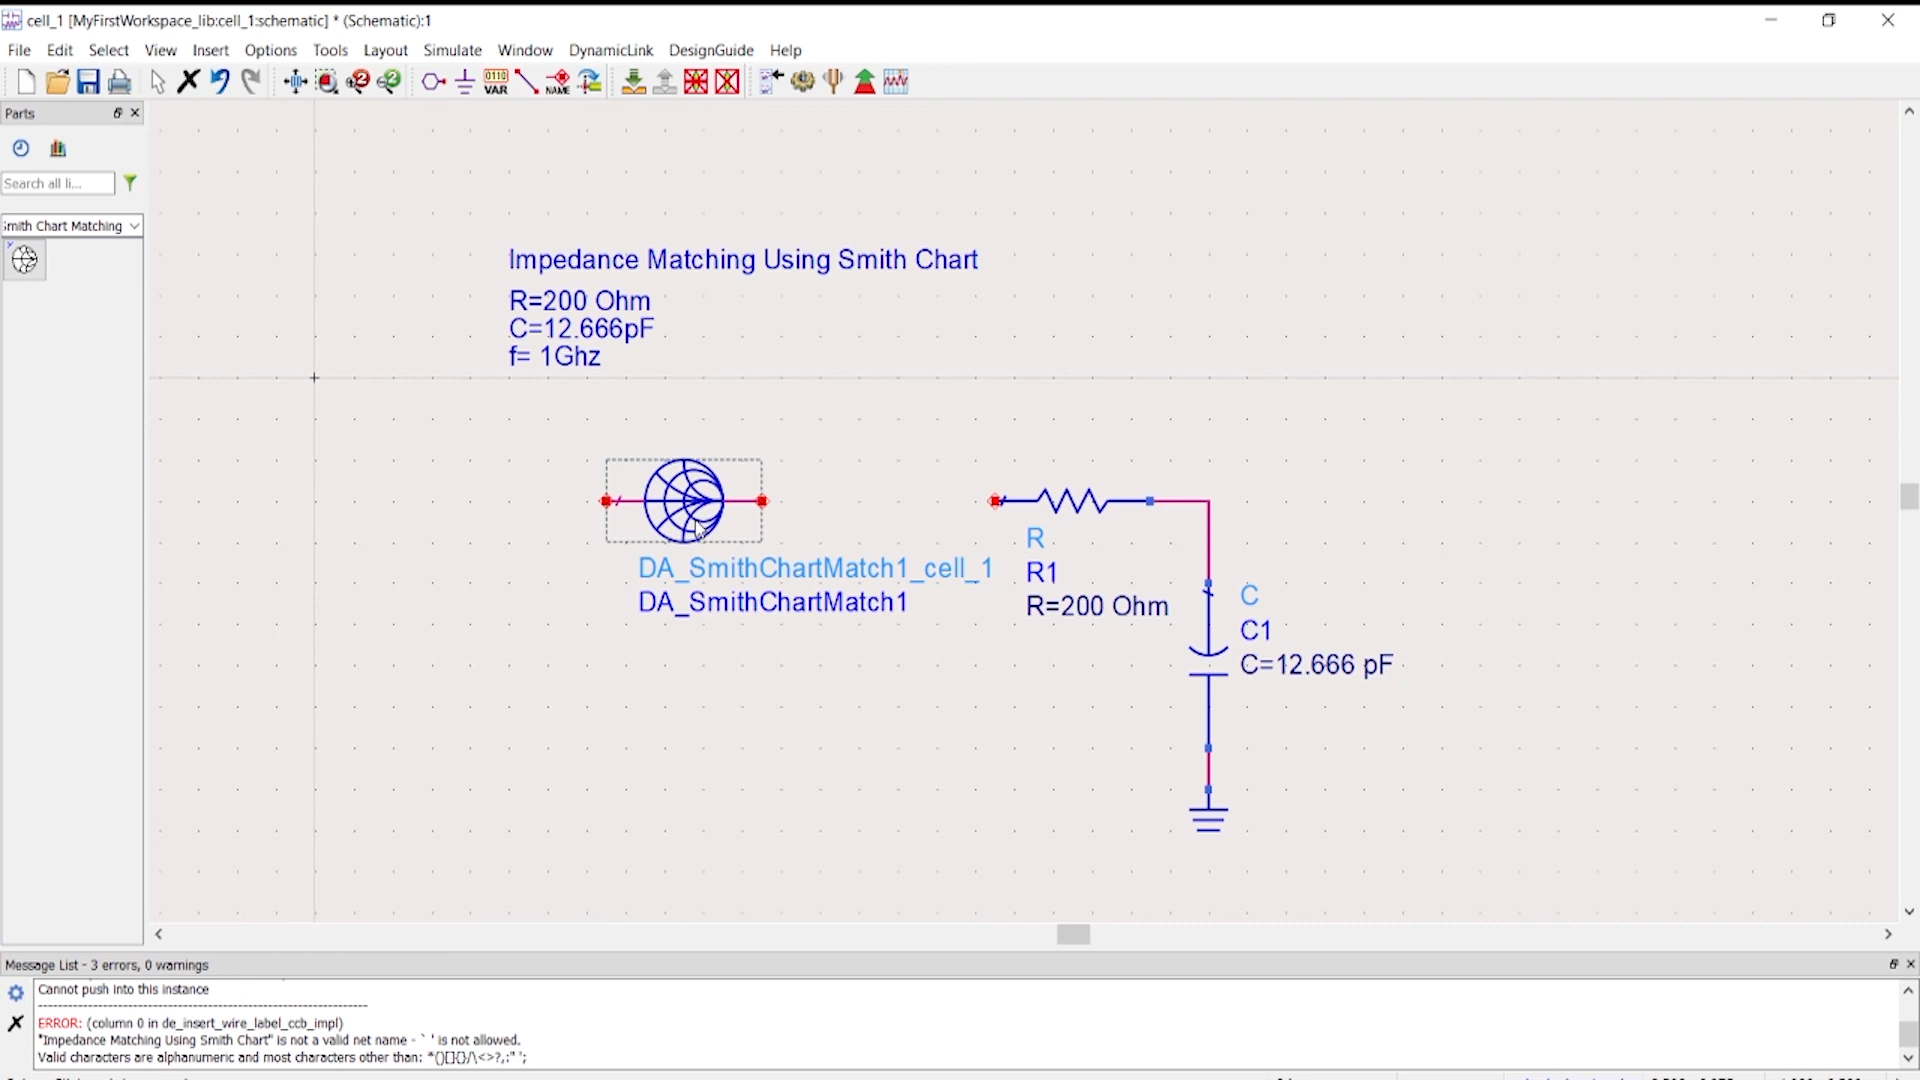 cell_1 [MyFirstWorkspace_lib:cell_1:schematic] * (Schematic):1
File Edit Select View Insert Options Tools Layout Simulate Window DynamicLink DesignGuide Help
0110
VAR
NAME
Parts
Search all li...
Smith Chart Matching
Impedance Matching Using Smith Chart
R=200 Ohm
C=12.666pF
f= 1Ghz
DA_SmithChartMatch1_cell_1
DA_SmithChartMatch1
R
R1
R=200 Ohm
C
C1
C=12.666 pF
Message List - 3 errors, 0 warnings
Cannot push into this instance
ERROR: (column 0 in de_insert_wire_label_ccb_impl)
"Impedance Matching Using Smith Chart" is not a valid net name - ` ' is not allowed.
Valid characters are alphanumeric and most characters other than: "*()[]{}/\<>?,:" ';